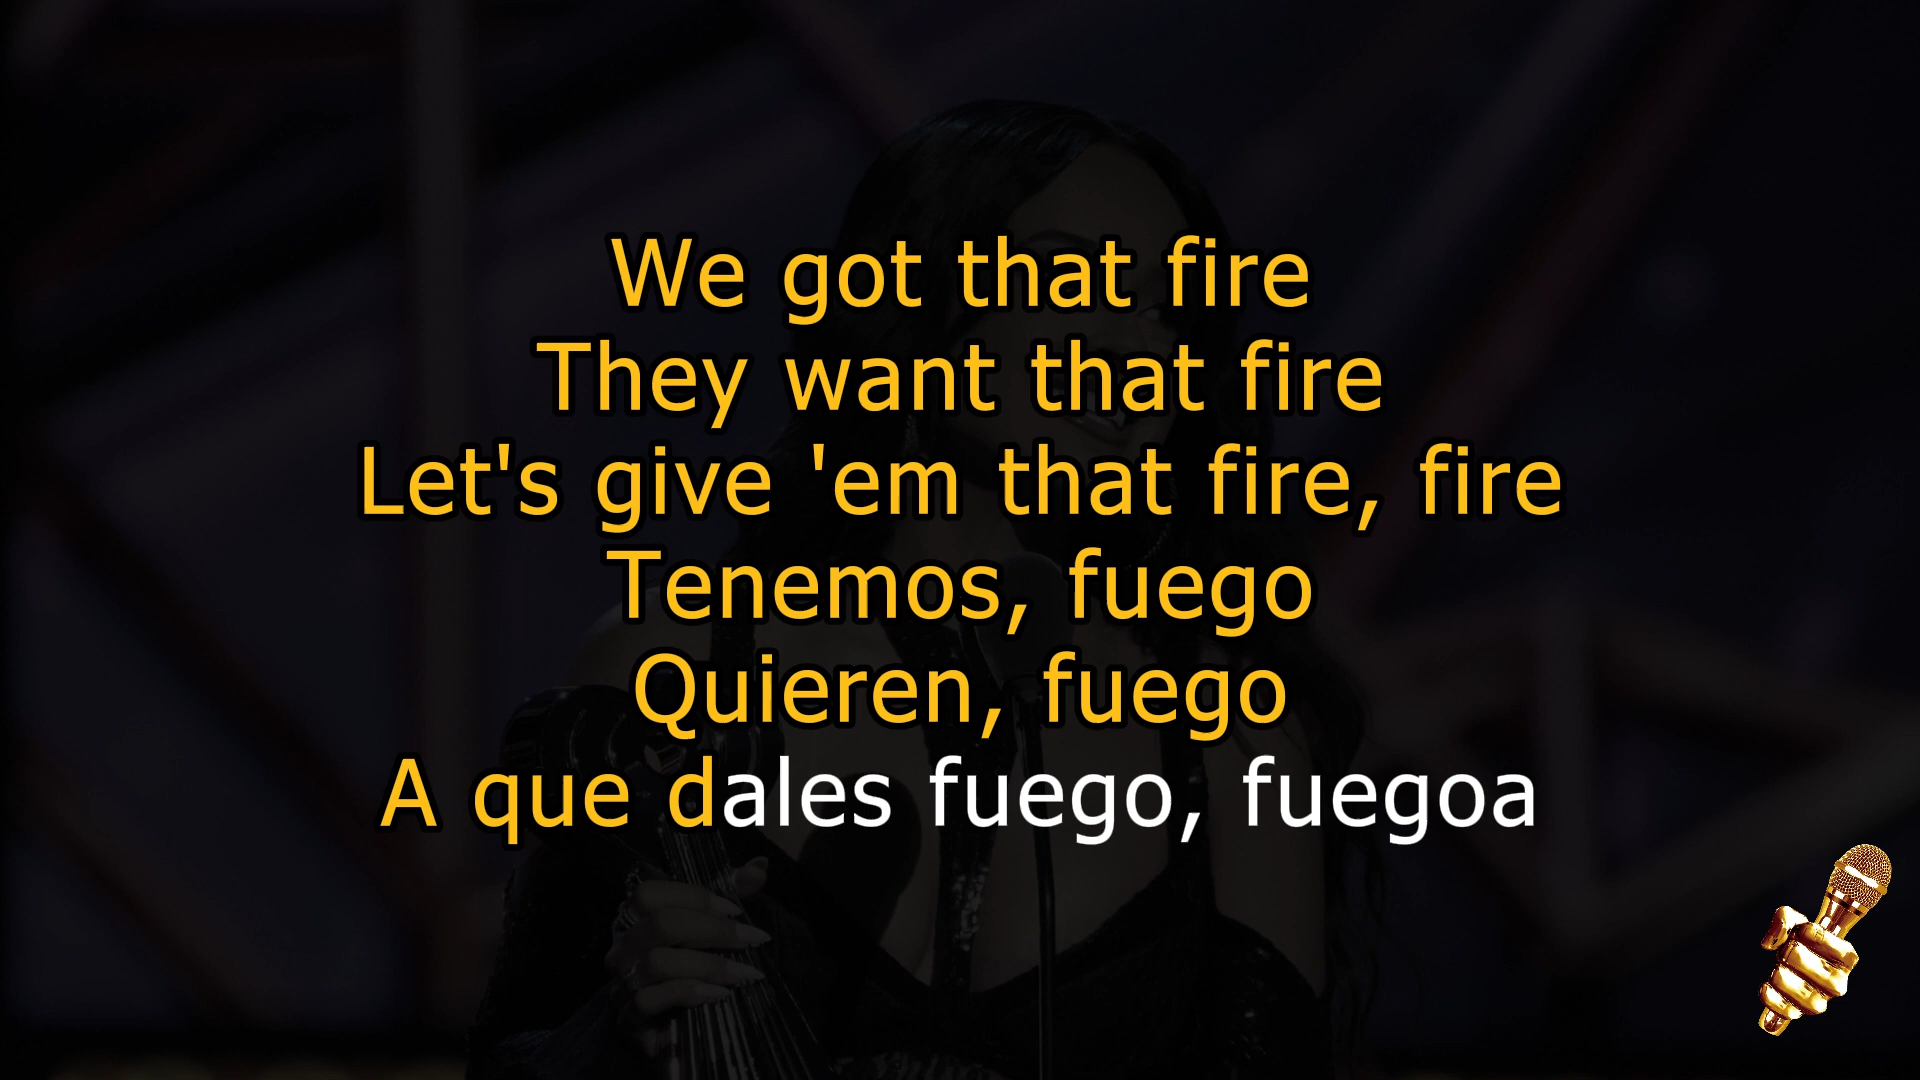 We got that fire
They want that fire
Let's give 'em that fire, fire
Tenemos, fuego
Quieren, fuego
A que dales fuego, fuegoa